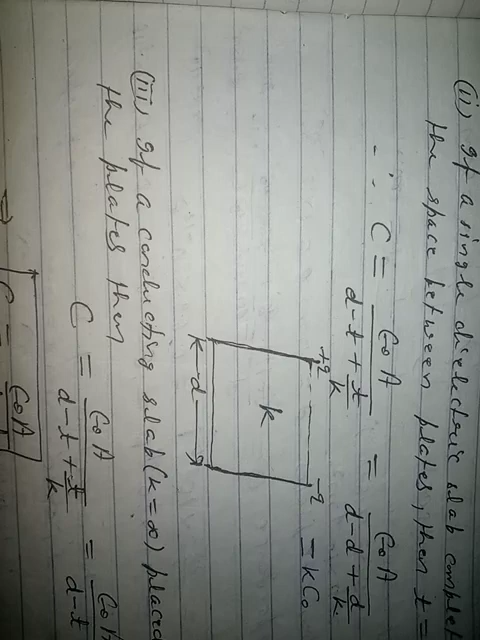 (ii) If a single dielectric slab
the space between plates, then t =
∴ C = ϵ₀A / (d-t+t/k) = ϵ₀A / (d-d+d/k) = kC₀
+q -q
k
k-d-→
(iii) If a conducting slab (k=∞) placed
the plates then
C = ϵ₀A / (d-t+t/k) = ϵ₀A / (d-t)
⇒ C = ϵ₀A